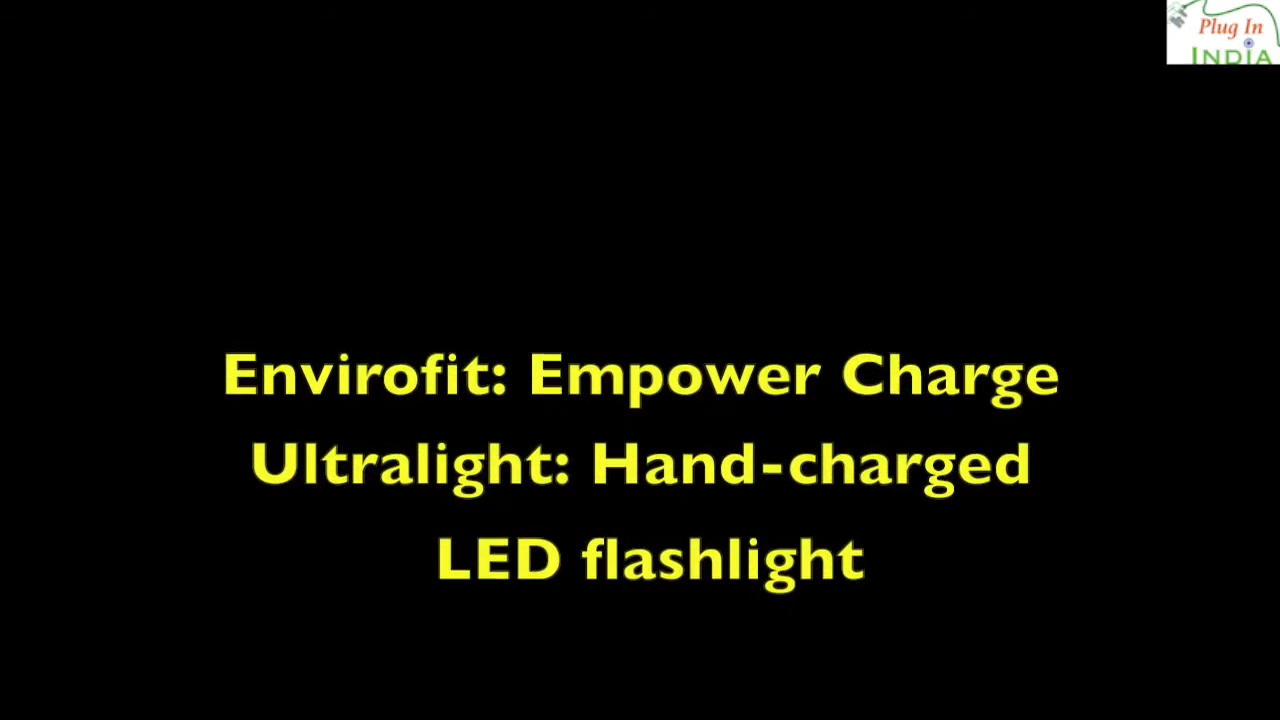 Plug In
INDIA
Envirofit: Empower Charge
Ultralight: Hand-charged
LED flashlight